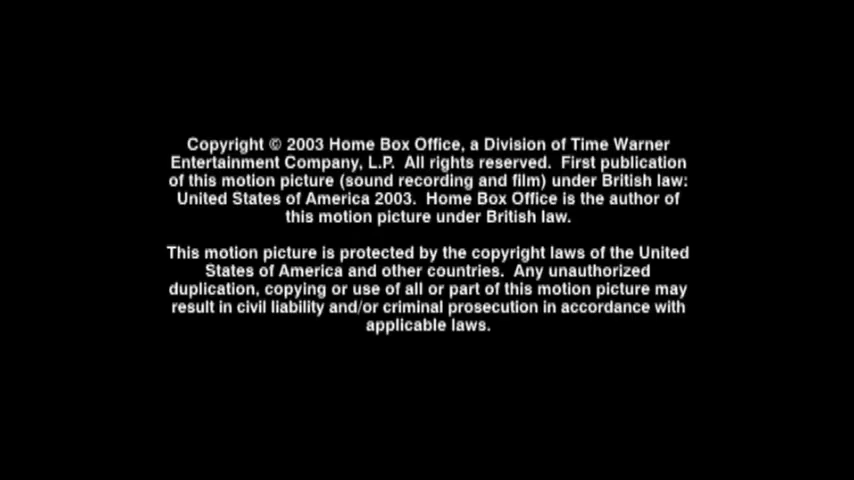 Copyright © 2003 Home Box Office, a Division of Time Warner
Entertainment Company, L.P.  All rights reserved.  First publication
of this motion picture (sound recording and film) under British law:
United States of America 2003.  Home Box Office is the author of
this motion picture under British law.
This motion picture is protected by the copyright laws of the United
States of America and other countries.  Any unauthorized
duplication, copying or use of all or part of this motion picture may
result in civil liability and/or criminal prosecution in accordance with
applicable laws.